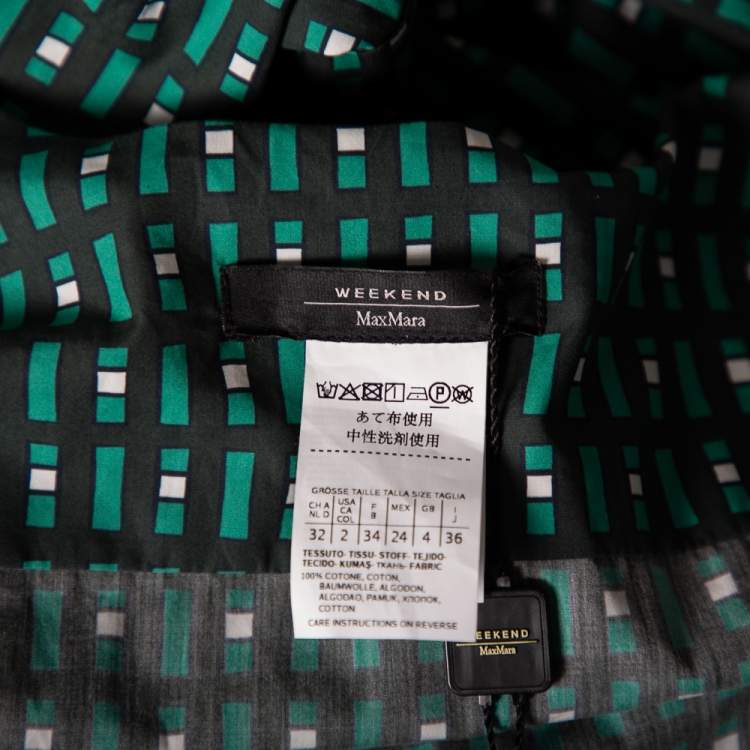 WEEKEND
MaxMara
あて布使用
中性洗剤使用
GRÖSSE TAILLE TALLA SIZE TAGLIA
CH A NL D USA CA COL F B MEX GB I J
32 2 34 24 4 36
TESSUTO- TISSU- STOFF- TEJIDO-
TECIDO- KUMAŞ- ТКАНЬ- FABRIC
100% COTONE, COTON,
BAUMWOLLE, ALGODON,
ALGODAO, PAMUK, ХЛОПОК,
COTTON
CARE INSTRUCTIONS ON REVERSE
WEEKEND
MaxMara